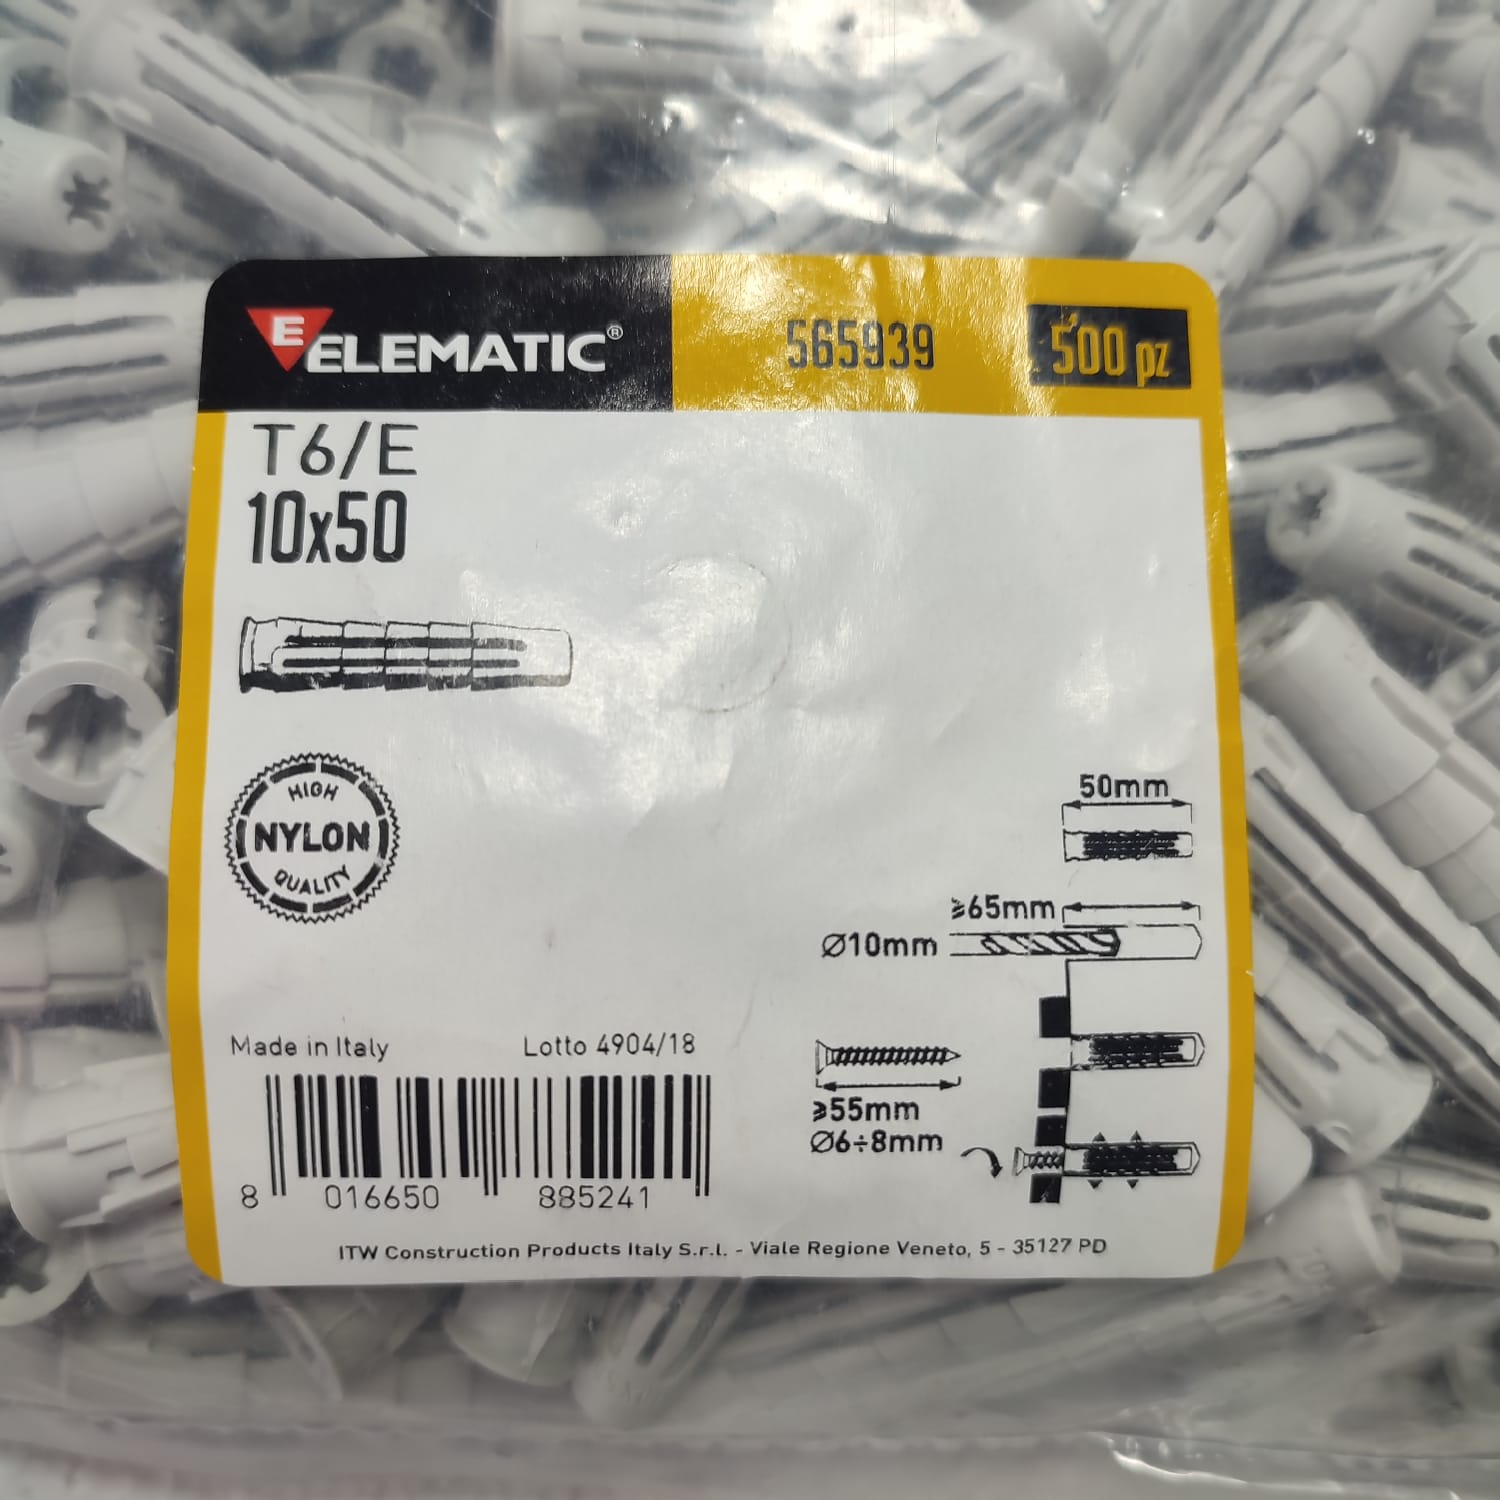 E ELEMATIC® 565939 500 pz
T6/E
10x50
HIGH
NYLON
QUALITY
50mm
≥65mm
Ø10mm
≥55mm
Ø6÷8mm
Made in Italy Lotto 4904/18
8 016650 885241
ITW Construction Products Italy S.r.l. - Viale Regione Veneto, 5 - 35127 PD